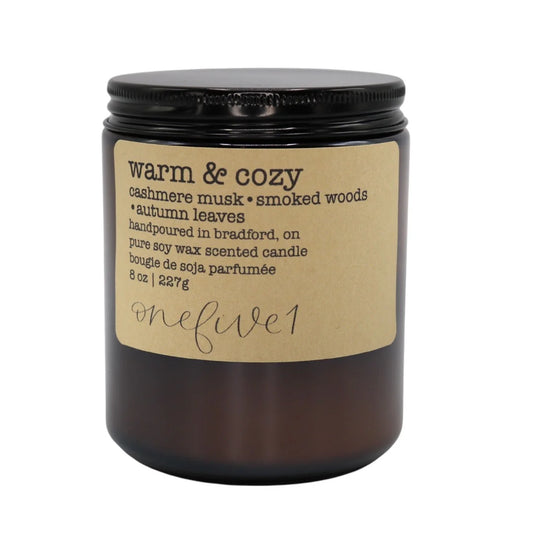 warm & cozy
cashmere musk • smoked woods
• autumn leaves
handpoured in bradford, on
pure soy wax scented candle
bougie de soja parfumée
8 oz | 227g
onefive1